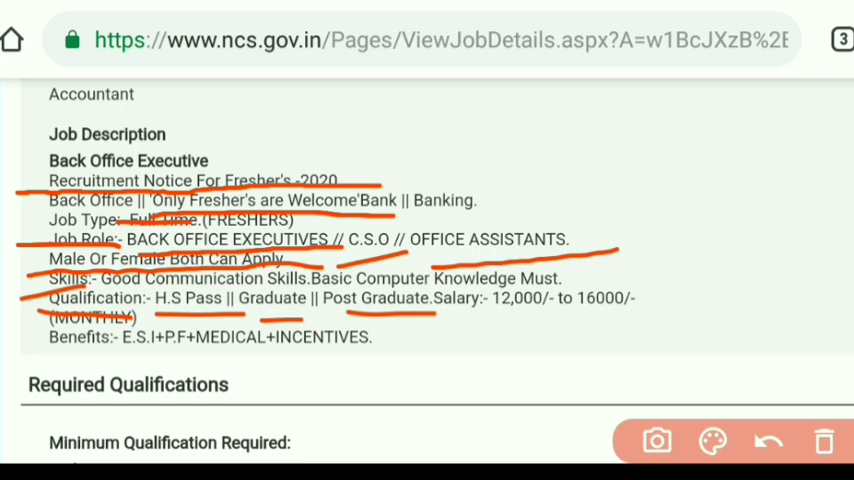 https://www.ncs.gov.in/Pages/ViewJobDetails.aspx?A=w1BcJXzB%2E
3
Accountant
Job Description
Back Office Executive
Recruitment Notice For Fresher's -2020
Back Office || 'Only Fresher's are Welcome'Bank || Banking.
Job Type:- Full Time.(FRESHERS)
Job Role:- BACK OFFICE EXECUTIVES // C.S.O // OFFICE ASSISTANTS.
Male Or Female Both Can Apply
Skills:- Good Communication Skills.Basic Computer Knowledge Must.
Qualification:- H.S Pass || Graduate || Post Graduate.Salary:- 12,000/- to 16000/-
(MONTHLY)
Benefits:- E.S.I+P.F+MEDICAL+INCENTIVES.
Required Qualifications
Minimum Qualification Required: